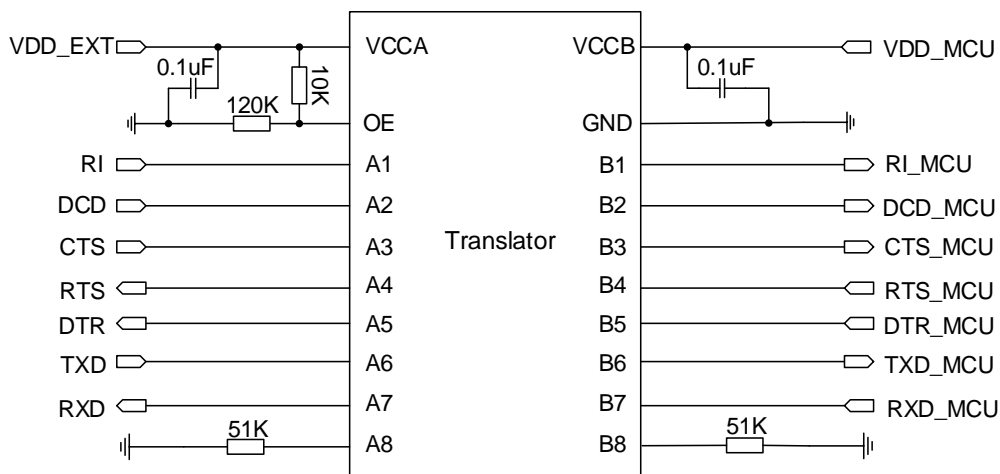 VDD_EXT VCCA VCCB VDD_MCU
0.1uF 10K 0.1uF
120K
OE GND
RI A1 B1 RI_MCU
DCD A2 B2 DCD_MCU
Translator
CTS A3 B3 CTS_MCU
RTS A4 B4 RTS_MCU
DTR A5 B5 DTR_MCU
TXD A6 B6 TXD_MCU
RXD A7 B7 RXD_MCU
51K A8 B8 51K